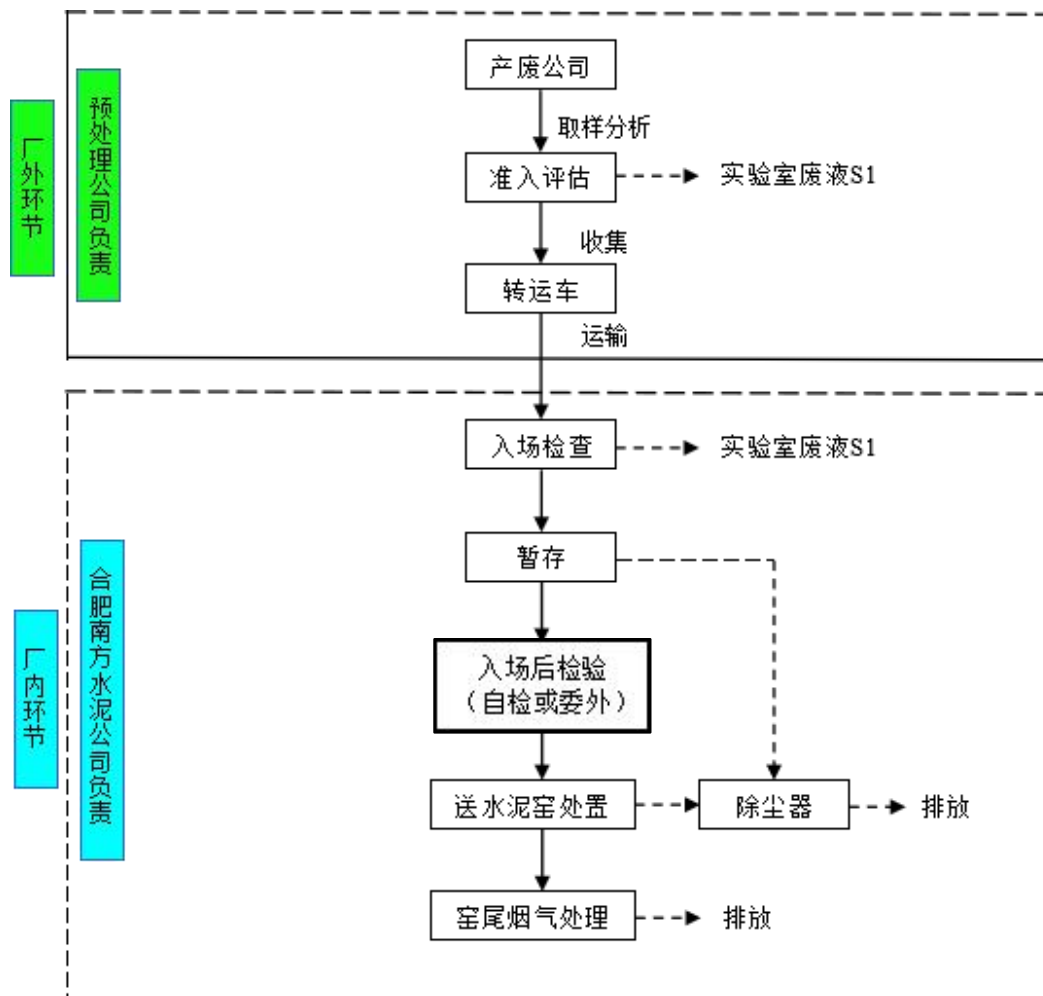 产废公司
取样分析
准入评估
实验室废液S1
收集
转运车
运输
厂外环节
预处理公司负责
入场检查
实验室废液S1
暂存
入场后检验
（自检或委外）
送水泥窑处置
除尘器
排放
窑尾烟气处理
排放
厂内环节
合肥南方水泥公司负责